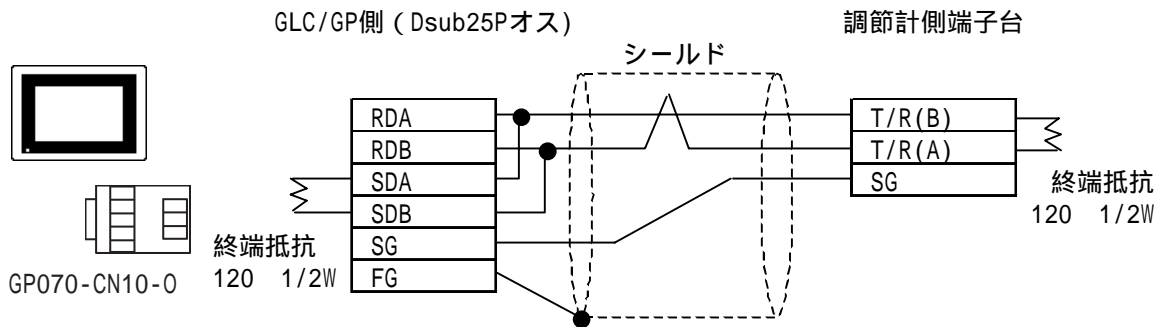 GLC/GP側 (Dsub25Pオス)
調節計側端子台
シールド
RDA
RDB
SDA
SDB
SG
FG
T/R(B)
T/R(A)
SG
終端抵抗
120 1/2W
終端抵抗
120 1/2W
GP070-CN10-O